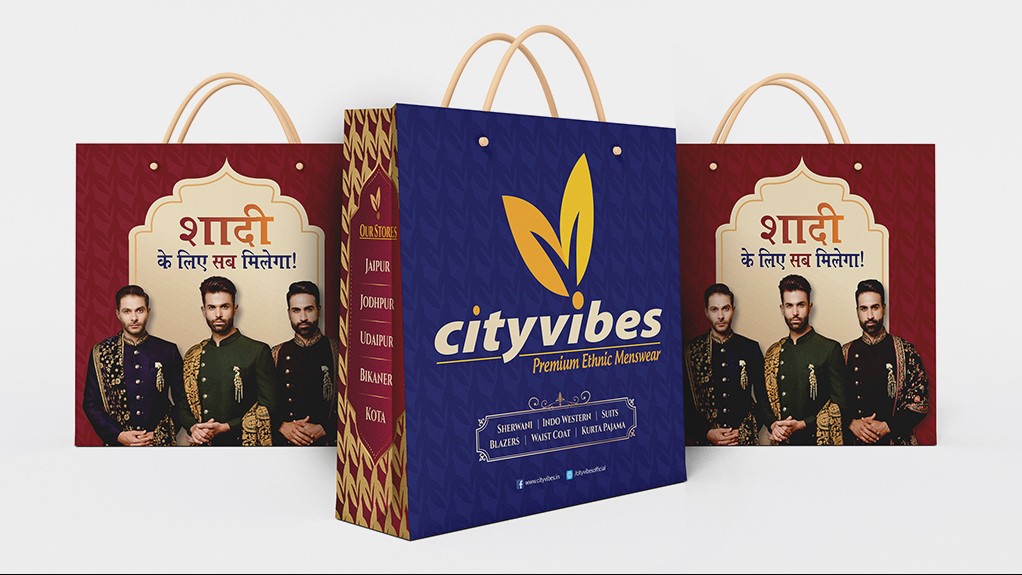 शादी
के लिए सब मिलेगा!
OUR STORES
JAIPUR
JODHPUR
UDAIPUR
BIKANER
KOTA
cityvibes
Premium Ethnic Menswear
SHERWANI | INDO WESTERN | SUITS
BLAZERS | WAIST COAT | KURTA PAJAMA
www.cityvibes.in /cityvibesofficial
शादी
के लिए सब मिलेगा!